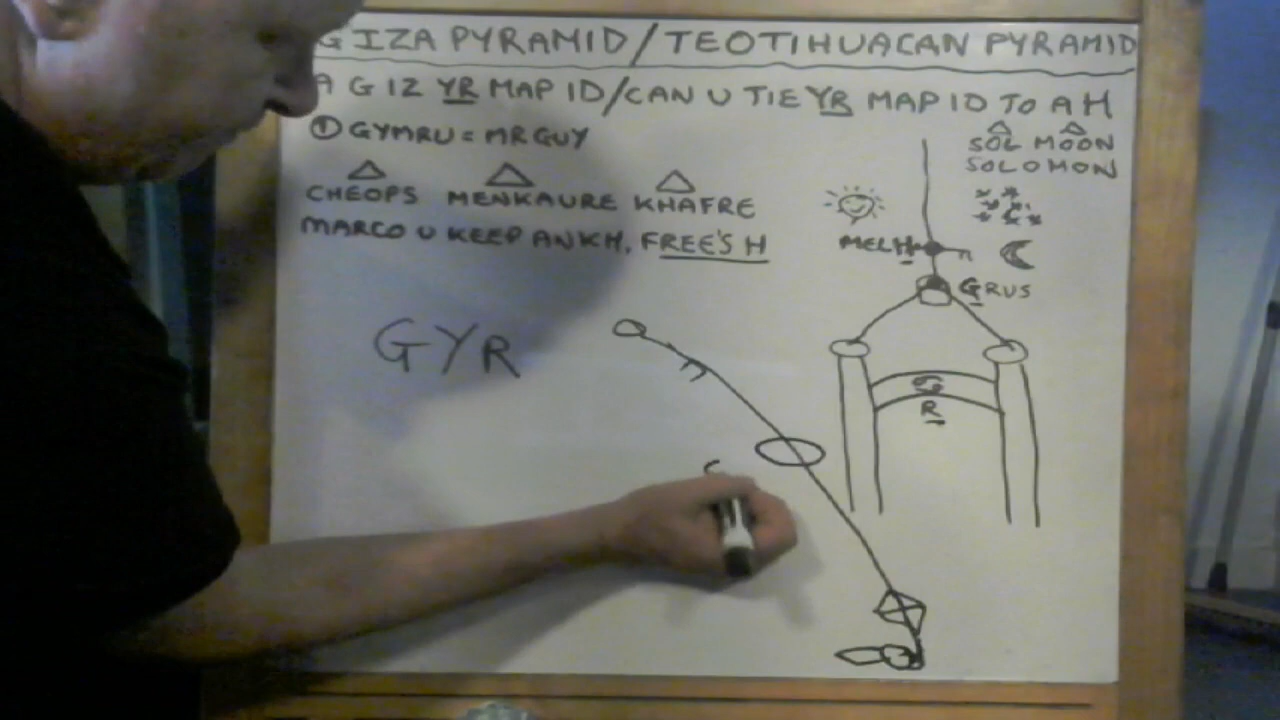 GIZA PYRAMID/TEOTIHUACAN PYRAMID
A GIZ YR MAP ID/CAN U TIE YR MAP ID TO A H
① GYMRU = MR GUY
SOL MOON
SOLOMON
CHEOPS MENKAURE KHAFRE
MARCO U KEEP ANKH, FREE'S H
MELH
GRUS
GYR
R